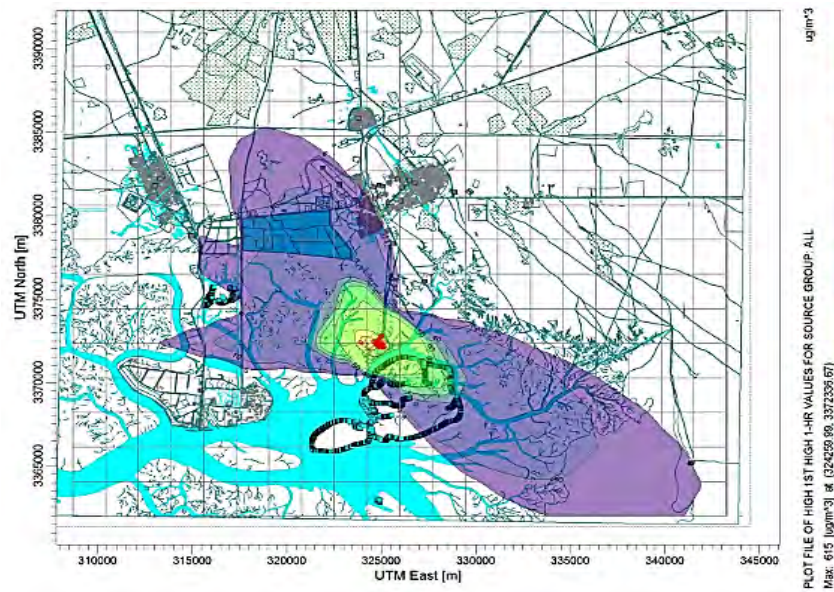 ug/m^3
PLOT FILE OF HIGH 1ST HIGH 1-HR VALUES FOR SOURCE GROUP: ALL
Max: 615 [ug/m^3] at (324259.99, 3372336.67)
UTM North [m]
3390000
3385000
3380000
3375000
3370000
3365000
310000 315000 320000 325000 330000 335000 340000 345000
UTM East [m]